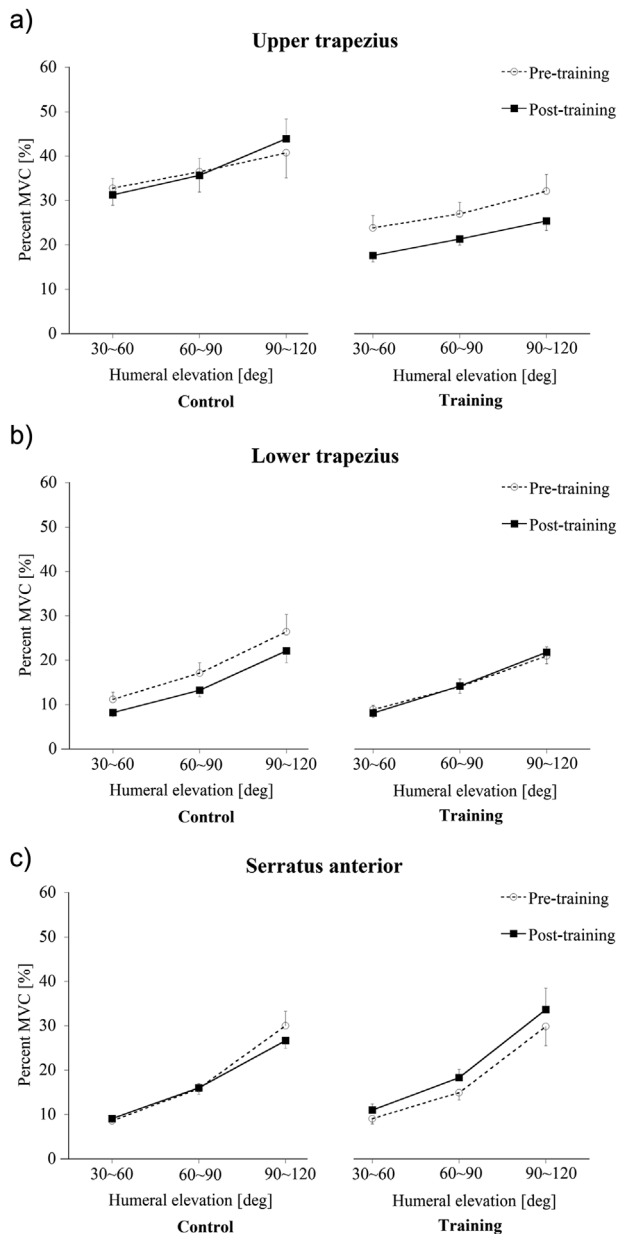 a)
Upper trapezius
Percent MVC [%]
60
50
40
30
20
10
0
Pre-training
Post-training
30~60 60~90 90~120 30~60 60~90 90~120
Humeral elevation [deg] Humeral elevation [deg]
Control Training
b)
Lower trapezius
Percent MVC [%]
60
50
40
30
20
10
0
Pre-training
Post-training
30~60 60~90 90~120 30~60 60~90 90~120
Humeral elevation [deg] Humeral elevation [deg]
Control Training
c)
Serratus anterior
Percent MVC [%]
60
50
40
30
20
10
0
Pre-training
Post-training
30~60 60~90 90~120 30~60 60~90 90~120
Humeral elevation [deg] Humeral elevation [deg]
Control Training